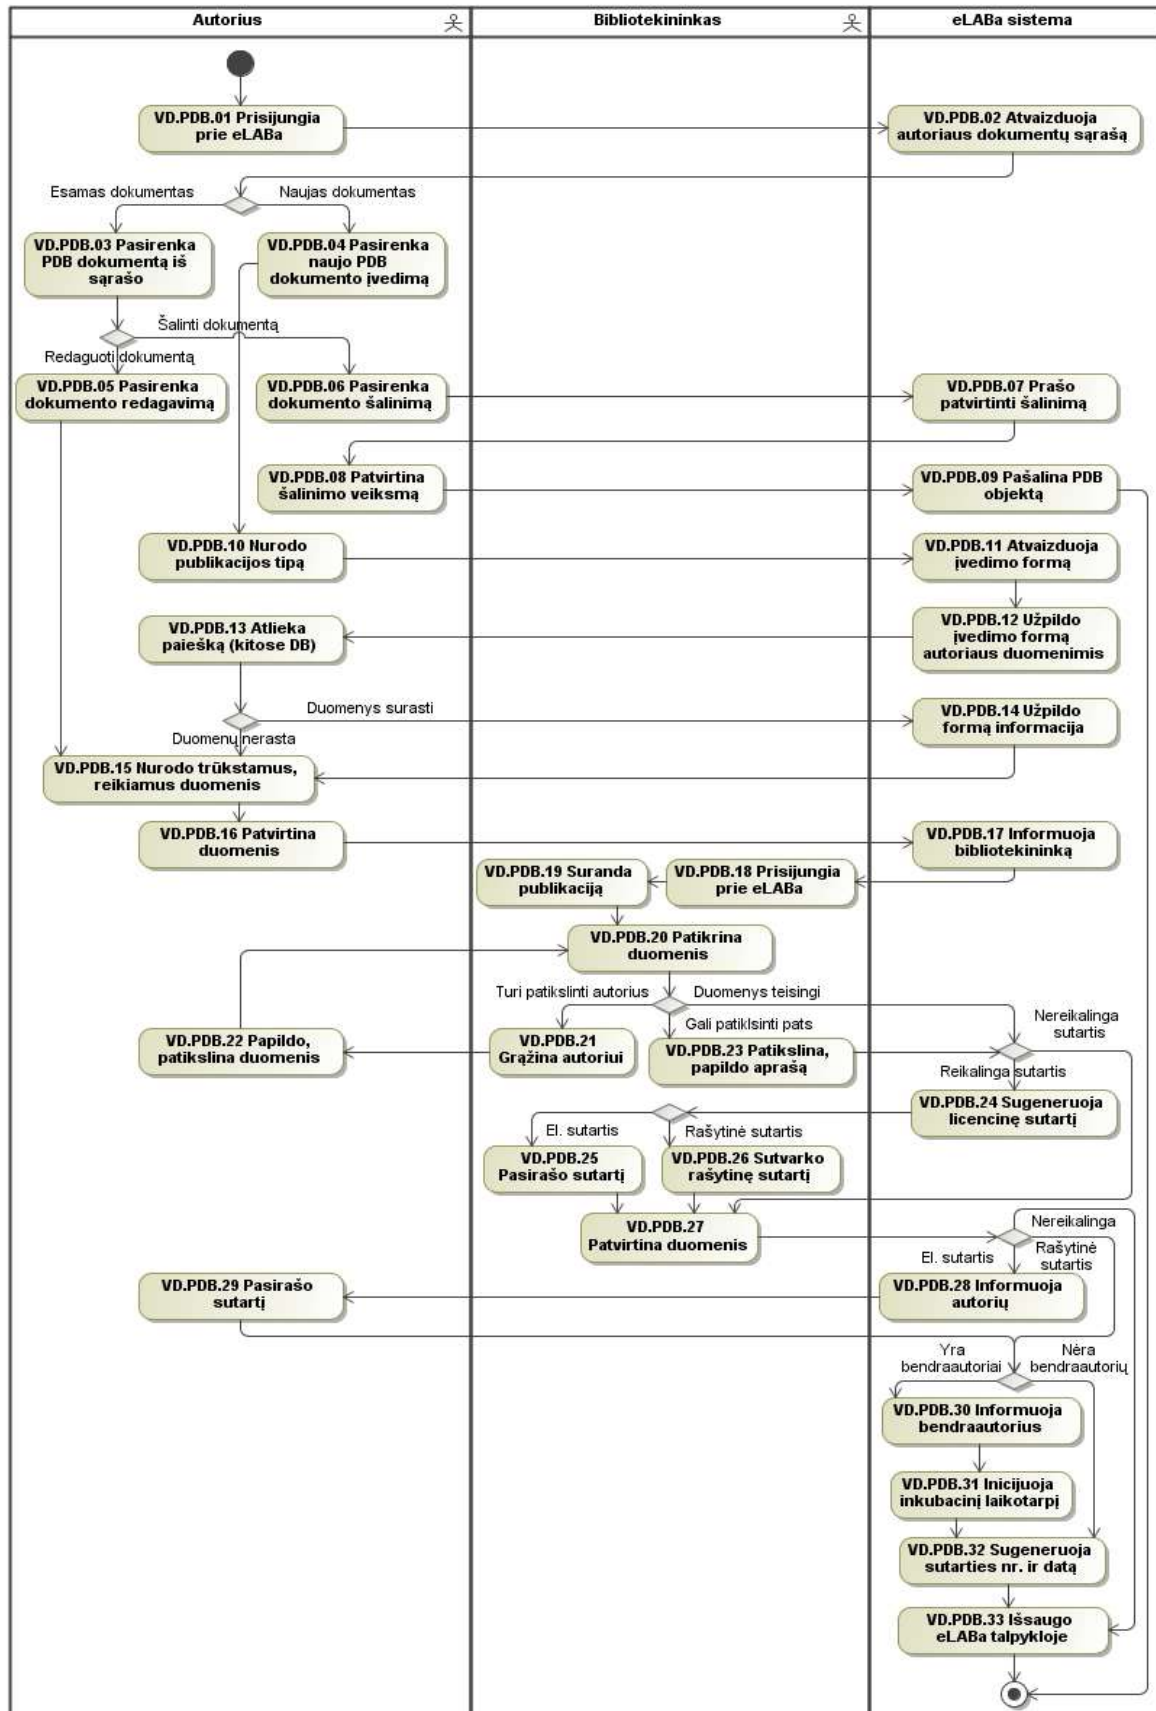 Autorius
Bibliotekininkas
eLABa sistema
VD.PDB.01 Prisijungia
prie eLABa
VD.PDB.02 Atvaizduoja
autoriaus dokumentų sąrašą
Esamas dokumentas
Naujas dokumentas
VD.PDB.03 Pasirenka
PDB dokumentą iš
sąrašo
VD.PDB.04 Pasirenka
naujo PDB
dokumento įvedimą
Šalinti dokumentą
Redaguoti dokumentą
VD.PDB.05 Pasirenka
dokumento redagavimą
VD.PDB.06 Pasirenka
dokumento šalinimą
VD.PDB.07 Prašo
patvirtinti šalinimą
VD.PDB.08 Patvirtina
šalinimo veiksmą
VD.PDB.09 Pašalina PDB
objektą
VD.PDB.10 Nurodo
publikacijos tipą
VD.PDB.11 Atvaizduoja
įvedimo formą
VD.PDB.13 Atlieka
paiešką (kitose DB)
VD.PDB.12 Užpildo
įvedimo formą
autoriaus duomenimis
Duomenys surasti
Duomenų nerasta
VD.PDB.14 Užpildo
formą informacija
VD.PDB.15 Nurodo trūkstamus,
reikiamus duomenis
VD.PDB.16 Patvirtina
duomenis
VD.PDB.17 Informuoja
bibliotekininką
VD.PDB.19 Suranda
publikaciją
VD.PDB.18 Prisijungia
prie eLABa
VD.PDB.20 Patikrina
duomenis
Turi patikslinti autorius
Duomenys teisingi
Gali patiklsinti pats
Nereikalinga
sutartis
VD.PDB.22 Papildo,
patikslina duomenis
VD.PDB.21
Grąžina autoriui
VD.PDB.23 Patikslina,
papildo aprašą
Reikalinga sutartis
VD.PDB.24 Sugeneruoja
licencinę sutartį
El. sutartis
Rašytinė sutartis
VD.PDB.25
Pasirašo sutartį
VD.PDB.26 Sutvarko
rašytinę sutartį
VD.PDB.27
Patvirtina duomenis
Nereikalinga
El. sutartis
Rašytinė
sutartis
VD.PDB.29 Pasirašo
sutartį
VD.PDB.28 Informuoja
autorių
Yra
bendraautoriai
Nėra
bendraautorių
VD.PDB.30 Informuoja
bendraautorius
VD.PDB.31 Inicijuoja
inkubacinį laikotarpį
VD.PDB.32 Sugeneruoja
sutarties nr. ir datą
VD.PDB.33 Išsaugo
eLABa talpykloje